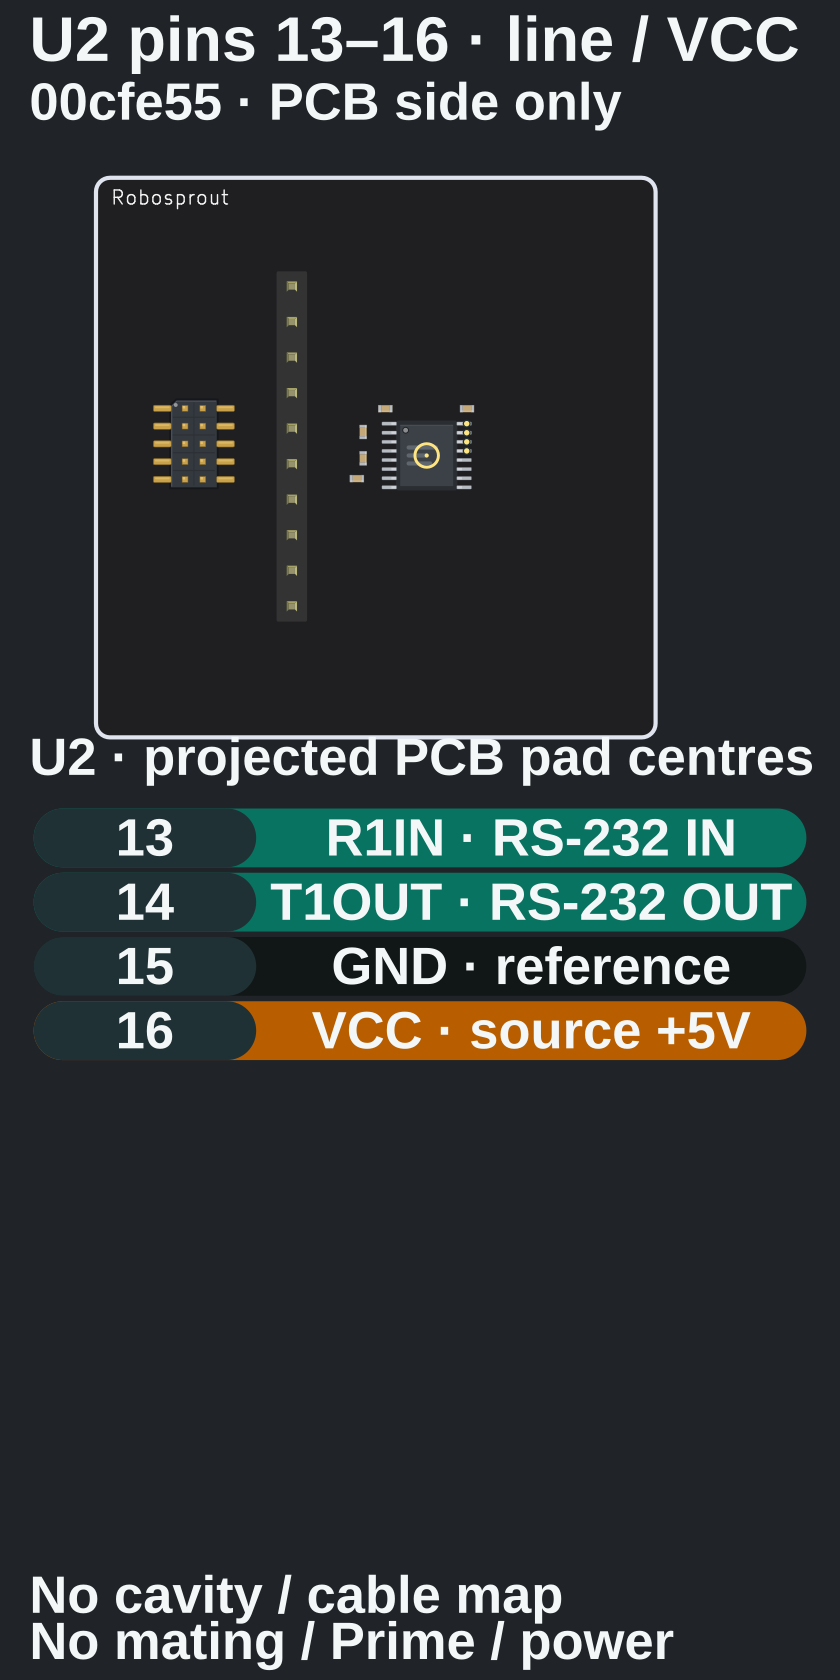 U2 pins 13–16 · line / VCC
00cfe55 · PCB side only
Robosprout
U2 · projected PCB pad centres
13 R1IN · RS-232 IN
14 T1OUT · RS-232 OUT
15 GND · reference
16 VCC · source +5V
No cavity / cable map
No mating / Prime / power